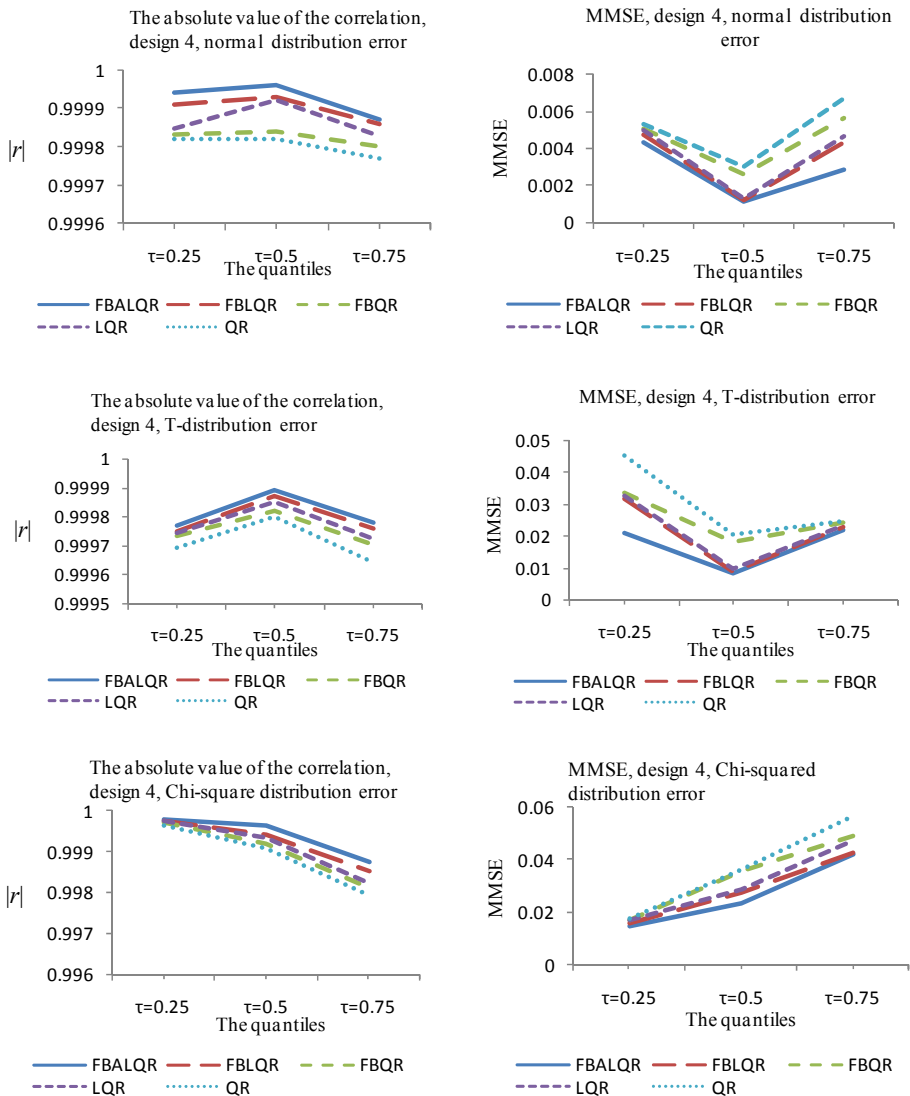 The absolute value of the correlation,
design 4, normal distribution error
1
0.9999
0.9998
0.9997
0.9996
|r|
τ=0.25 τ=0.5 τ=0.75
The quantiles
FBALQR FBLQR FBQR
LQR QR
MMSE, design 4, normal distribution
error
0.008
0.006
0.004
0.002
0
MMSE
τ=0.25 τ=0.5 τ=0.75
The quantiles
FBALQR FBLQR FBQR
LQR QR
The absolute value of the correlation,
design 4, T-distribution error
1
0.9999
0.9998
0.9997
0.9996
0.9995
|r|
τ=0.25 τ=0.5 τ=0.75
The quantiles
FBALQR FBLQR FBQR
LQR QR
MMSE, design 4, T-distribution error
0.05
0.04
0.03
0.02
0.01
0
MMSE
τ=0.25 τ=0.5 τ=0.75
The quantiles
FBALQR FBLQR FBQR
LQR QR
The absolute value of the correlation,
design 4, Chi-square distribution error
1
0.999
0.998
0.997
0.996
|r|
τ=0.25 τ=0.5 τ=0.75
The quantiles
FBALQR FBLQR FBQR
LQR QR
MMSE, design 4, Chi-squared
distribution error
0.06
0.04
0.02
0
MMSE
τ=0.25 τ=0.5 τ=0.75
The quantiles
FBALQR FBLQR FBQR
LQR QR